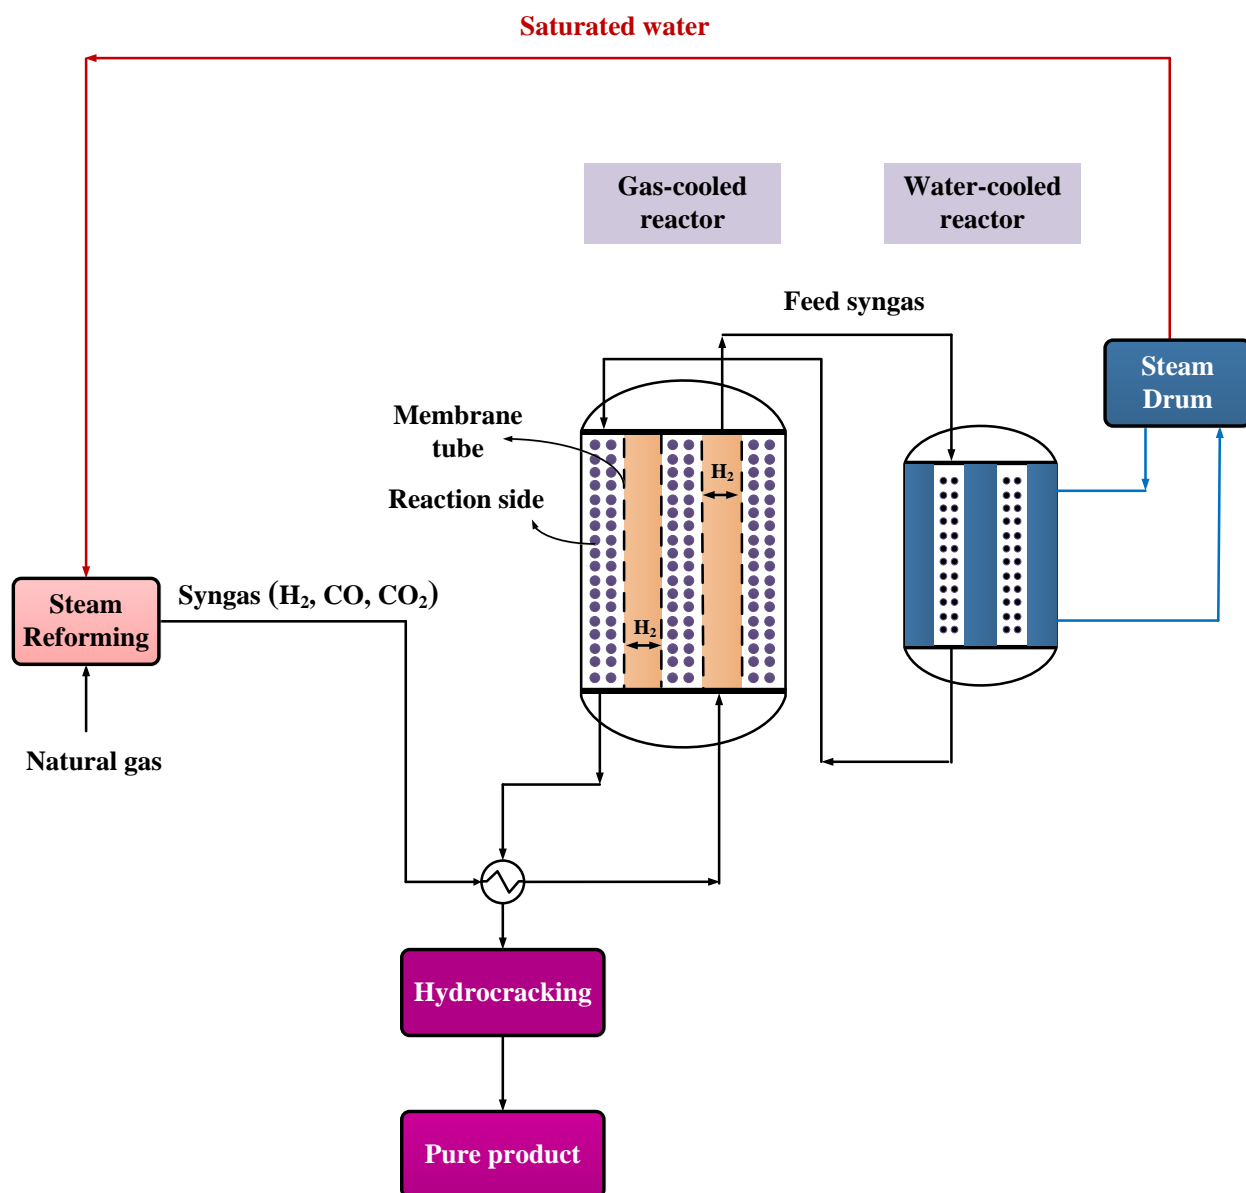 Saturated water
Gas-cooled
reactor
Water-cooled
reactor
Feed syngas
Steam
Drum
Membrane
tube
H₂
Reaction side
Steam
Reforming
Syngas (H₂, CO, CO₂)
H₂
Natural gas
Hydrocracking
Pure product